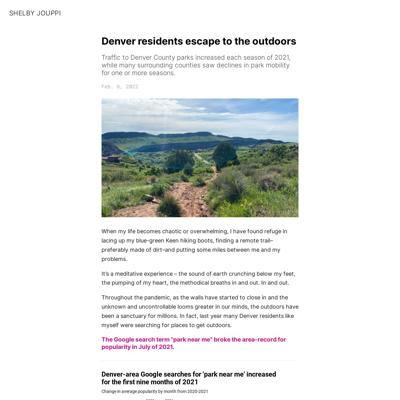 SHELBY JOUPPI
Denver residents escape to the outdoors
Traffic to Denver County parks increased each season of 2021,
while many surrounding counties saw declines in park mobility
for one or more seasons.
Feb. 6, 2022
When my life becomes chaotic or overwhelming, I have found refuge in
lacing up my blue-green Keen hiking boots, finding a remote trail–
preferably made of dirt–and putting some miles between me and my
problems.
It's a meditative experience – the sound of earth crunching below my feet,
the pumping of my heart, the methodical breaths in and out. In and out.
Throughout the pandemic, as the walls have started to close in and the
unknown and uncontrollable looms greater in our minds, the outdoors have
been a sanctuary for millions. In fact, last year many Denver residents like
myself were searching for places to get outdoors.
The Google search term "park near me" broke the area-record for
popularity in July of 2021.
Denver-area Google searches for 'park near me' increased
for the first nine months of 2021
Change in average popularity by month from 2020-2021